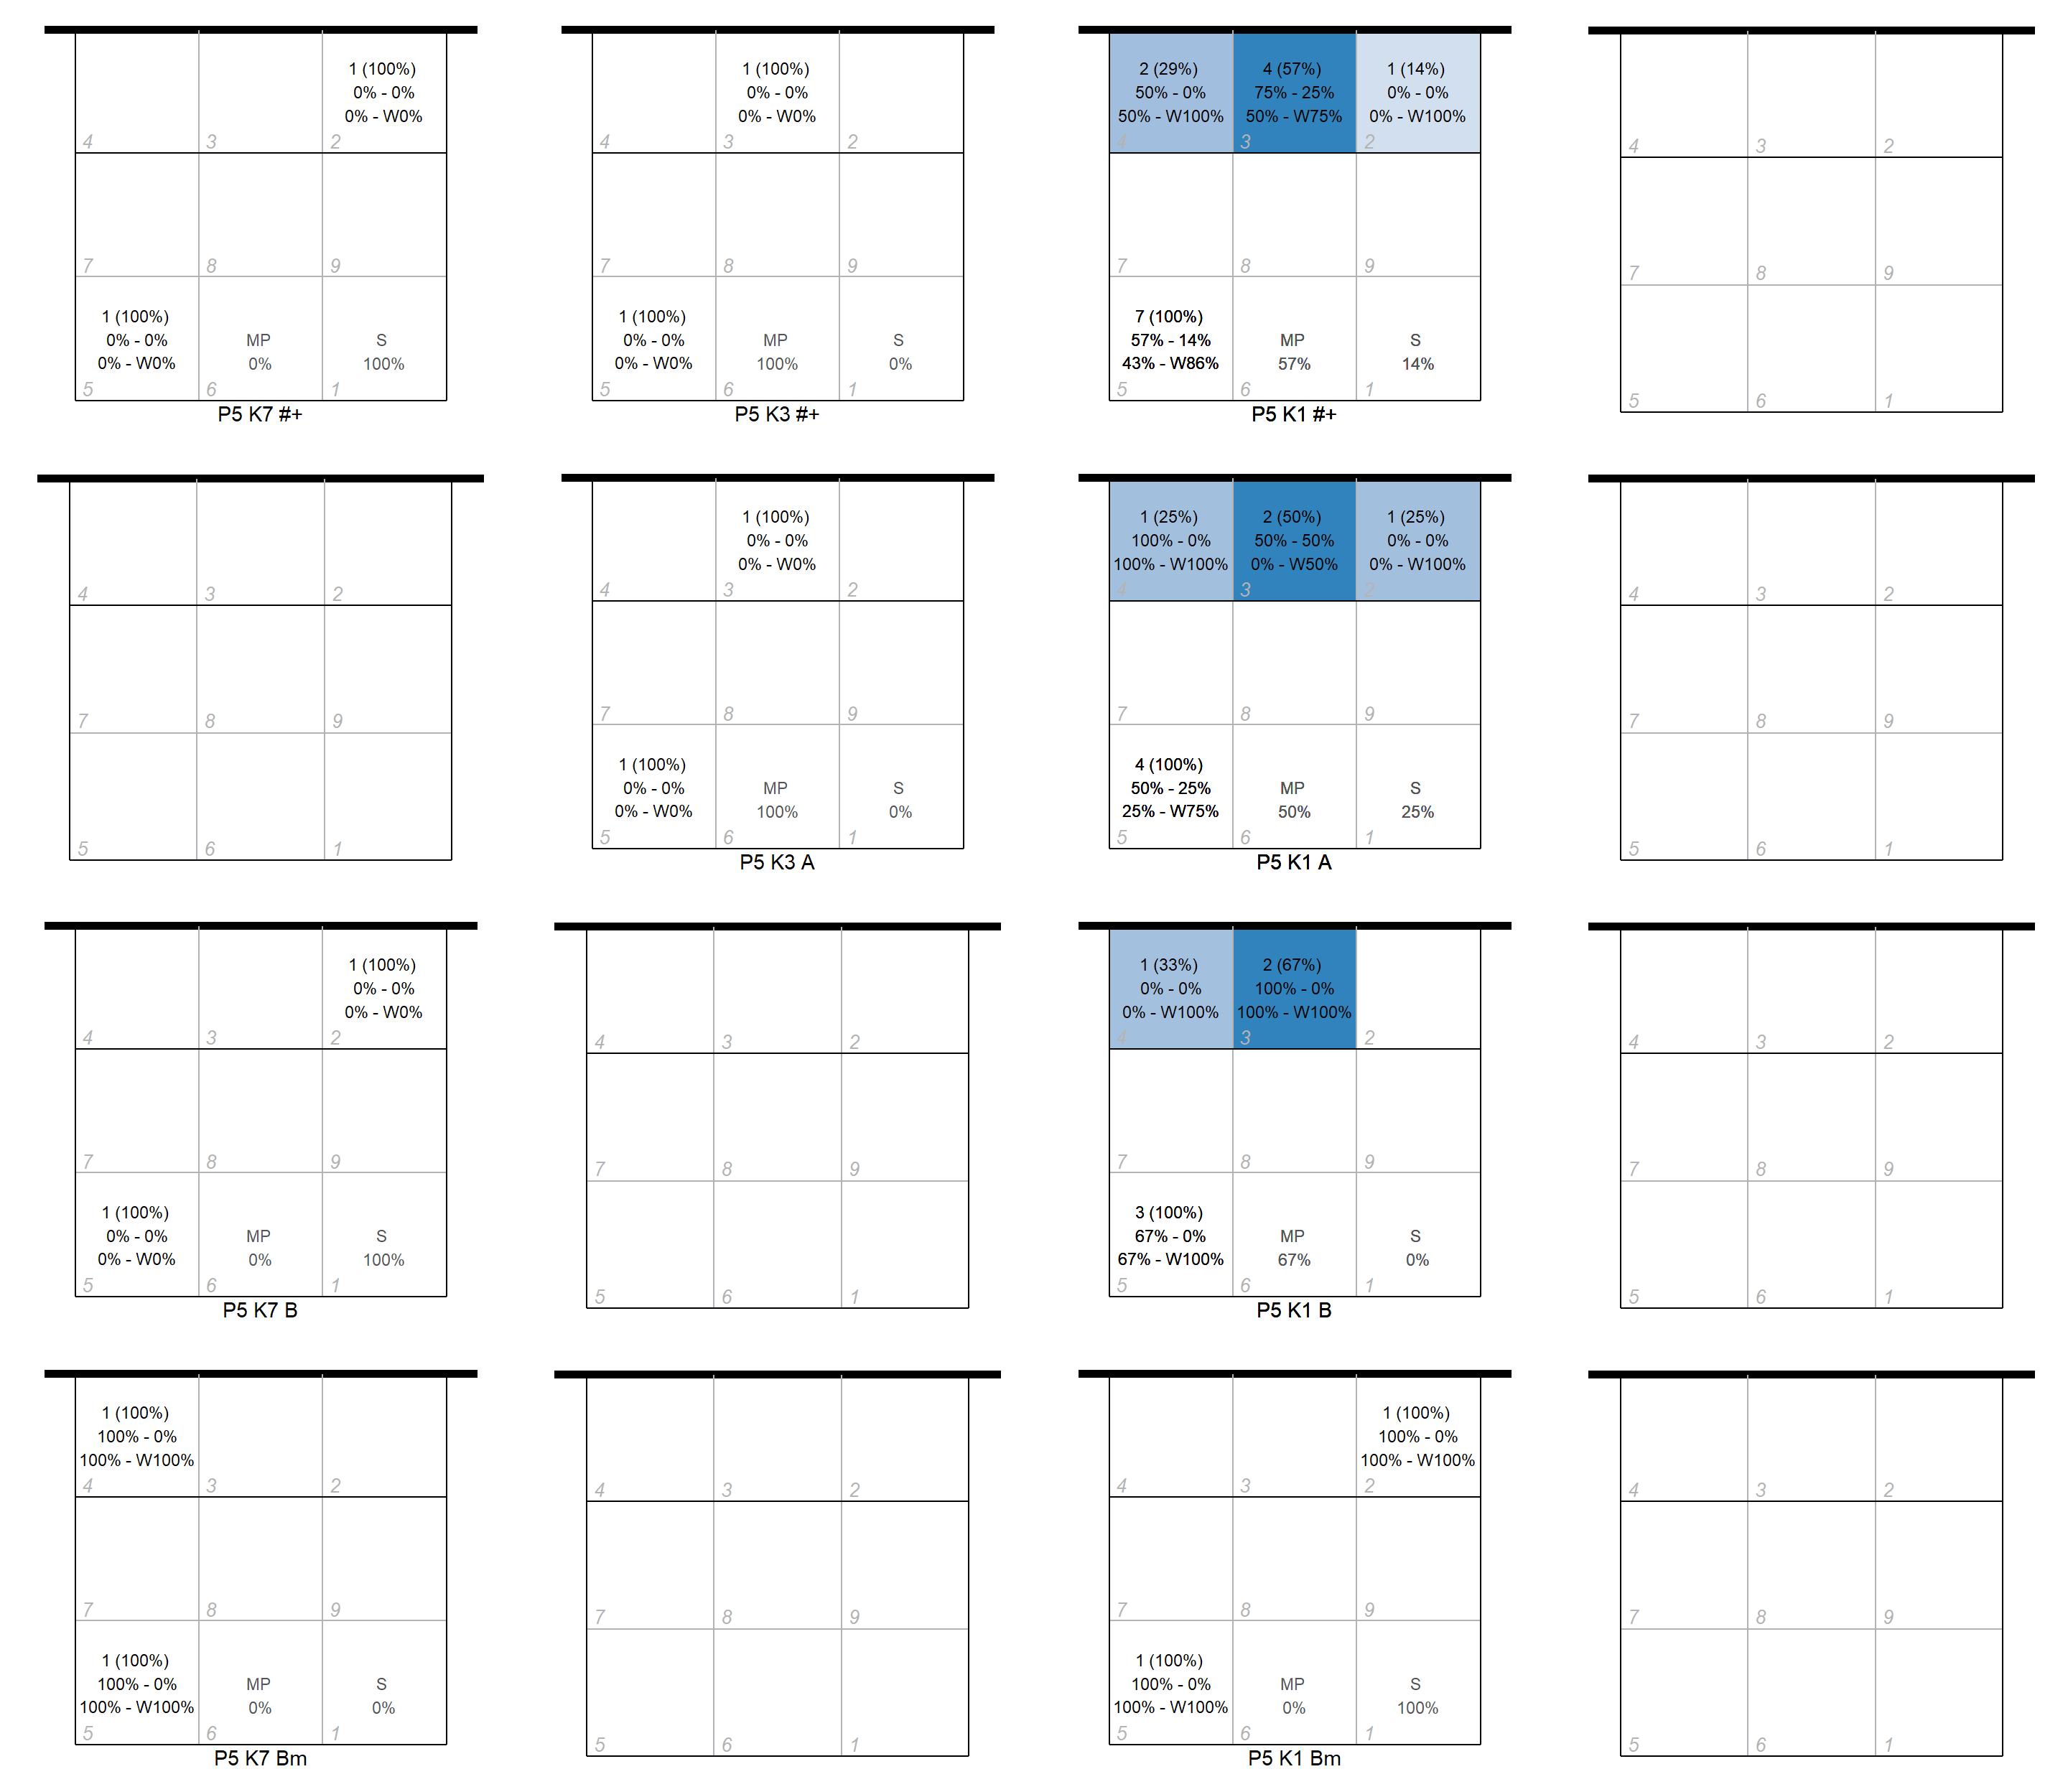 1 (100%)
0% - 0%
0% - W0%
4 3 2
7 8 9
1 (100%)
0% - 0%
0% - W0%
MP
0%
S
100%
5 6 1
P5 K7 #+
1 (100%)
0% - 0%
0% - W0%
4 3 2
7 8 9
1 (100%)
0% - 0%
0% - W0%
MP
100%
S
0%
5 6 1
P5 K3 #+
2 (29%)
50% - 0%
50% - W100%
4 (57%)
75% - 25%
50% - W75%
1 (14%)
0% - 0%
0% - W100%
4 3 2
7 8 9
7 (100%)
57% - 14%
43% - W86%
MP
57%
S
14%
5 6 1
P5 K1 #+
4 3 2
7 8 9
5 6 1
4 3 2
7 8 9
5 6 1
1 (100%)
0% - 0%
0% - W0%
4 3 2
7 8 9
1 (100%)
0% - 0%
0% - W0%
MP
100%
S
0%
5 6 1
P5 K3 A
1 (25%)
100% - 0%
100% - W100%
2 (50%)
50% - 50%
0% - W50%
1 (25%)
0% - 0%
0% - W100%
4 3 2
7 8 9
4 (100%)
50% - 25%
25% - W75%
MP
50%
S
25%
5 6 1
P5 K1 A
4 3 2
7 8 9
5 6 1
1 (100%)
0% - 0%
0% - W0%
4 3 2
7 8 9
1 (100%)
0% - 0%
0% - W0%
MP
0%
S
100%
5 6 1
P5 K7 B
4 3 2
7 8 9
5 6 1
1 (33%)
0% - 0%
0% - W100%
2 (67%)
100% - 0%
100% - W100%
4 3 2
7 8 9
3 (100%)
67% - 0%
67% - W100%
MP
67%
S
0%
5 6 1
P5 K1 B
4 3 2
7 8 9
5 6 1
1 (100%)
100% - 0%
100% - W100%
4 3 2
7 8 9
1 (100%)
100% - 0%
100% - W100%
MP
0%
S
0%
5 6 1
P5 K7 Bm
4 3 2
7 8 9
5 6 1
1 (100%)
100% - 0%
100% - W100%
4 3 2
7 8 9
1 (100%)
100% - 0%
100% - W100%
MP
0%
S
100%
5 6 1
P5 K1 Bm
4 3 2
7 8 9
5 6 1